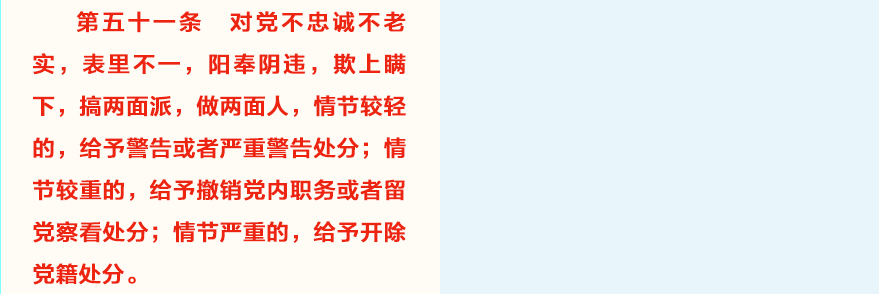 第五十一条　对党不忠诚不老
实，表里不一，阳奉阴违，欺上瞒
下，搞两面派，做两面人，情节较轻
的，给予警告或者严重警告处分；情
节较重的，给予撤销党内职务或者留
党察看处分；情节严重的，给予开除
党籍处分。